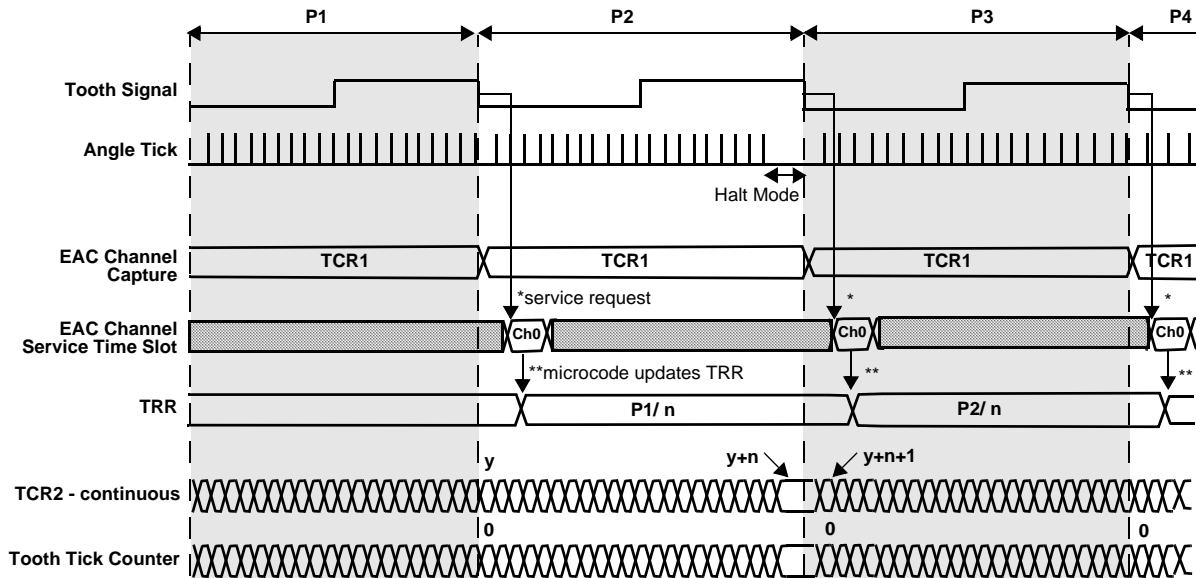 P1 P2 P3 P4
Tooth Signal
Angle Tick
Halt Mode
EAC Channel
Capture
TCR1 TCR1 TCR1 TCR1
*service request * *
EAC Channel
Service Time Slot
Ch0 Ch0 Ch0
**microcode updates TRR ** **
TRR
P1/ n P2/ n
y y+n y+n+1
TCR2 - continuous
0 0 0
Tooth Tick Counter